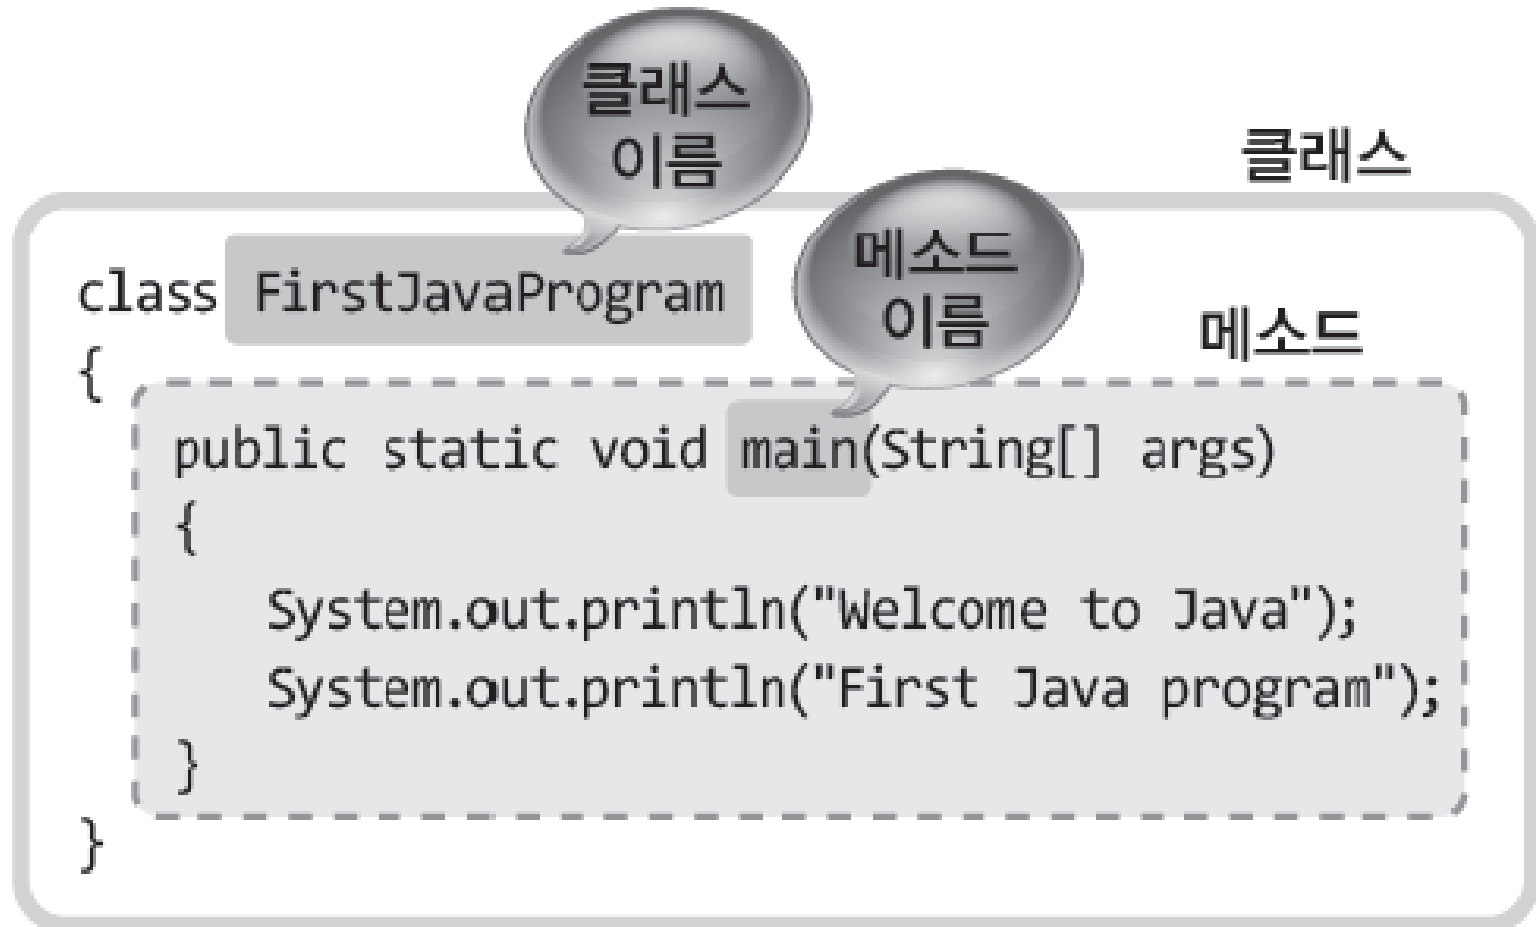 클래스
이름
클래스
메소드
이름
class FirstJavaProgram
메소드
{
public static void main(String[] args)
{
System.out.println("Welcome to Java");
System.out.println("First Java program");
}
}